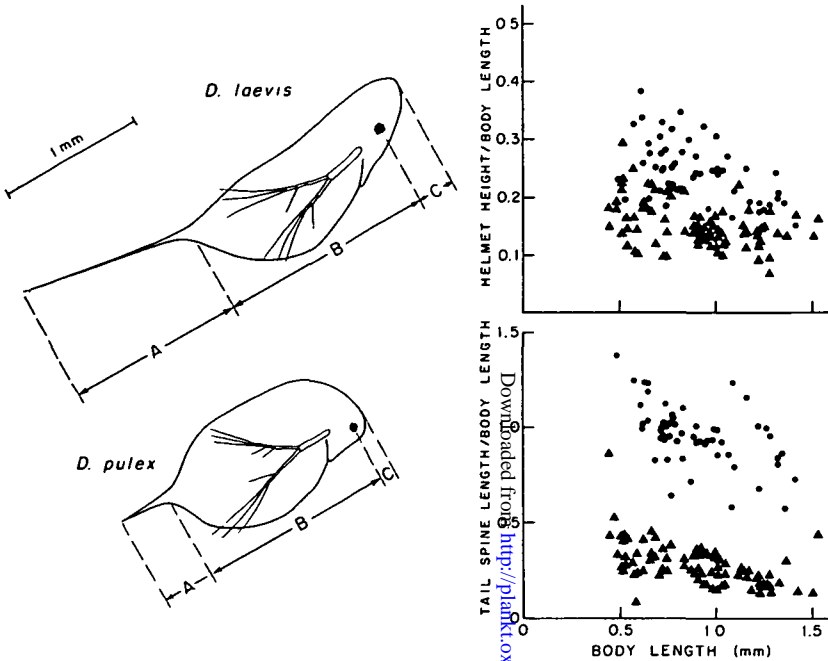 D. laevis
1 mm
A
B
C
D. pulex
A
B
C
HELMET HEIGHT/BODY LENGTH
0 5
0.4
0.3
0.2
0.1
TAIL SPINE LENGTH/BODY LENGTH
1.5
1.0
0.5
0
0
0.5
1.0
1.5
BODY LENGTH (mm)
Downloaded from http://plankt.ox